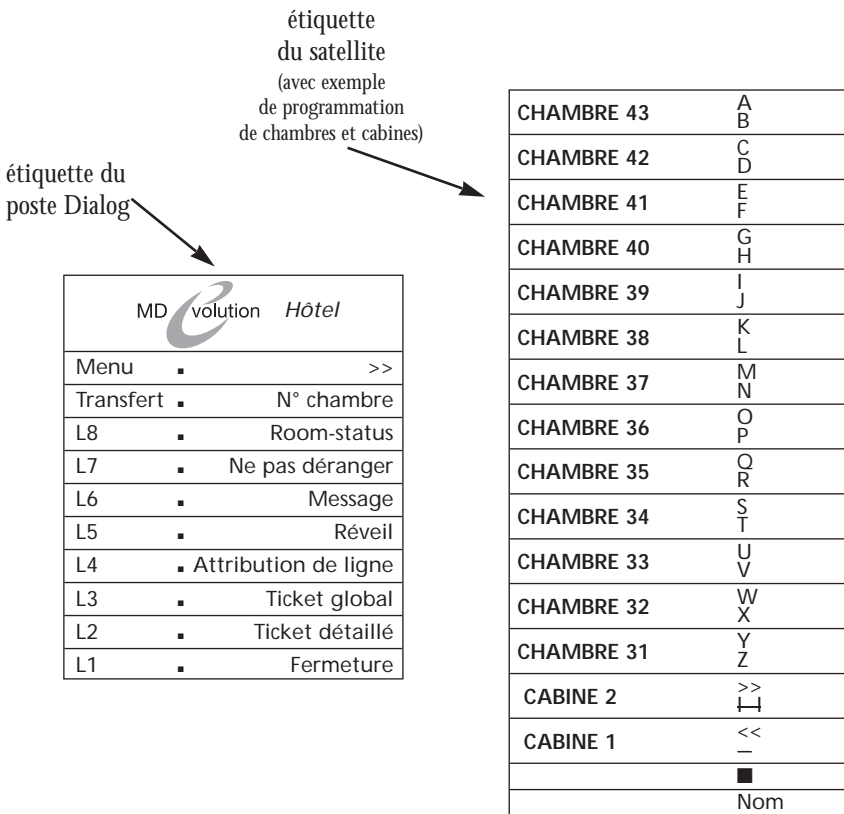 étiquette
du satellite
(avec exemple
de programmation
de chambres et cabines)
étiquette du
poste Dialog
MD evolution Hôtel
Menu >>
Transfert N° chambre
L8 Room-status
L7 Ne pas déranger
L6 Message
L5 Réveil
L4 Attribution de ligne
L3 Ticket global
L2 Ticket détaillé
L1 Fermeture
CHAMBRE 43 A
B
CHAMBRE 42 C
D
CHAMBRE 41 E
F
CHAMBRE 40 G
H
CHAMBRE 39 I
J
CHAMBRE 38 K
L
CHAMBRE 37 M
N
CHAMBRE 36 O
P
CHAMBRE 35 Q
R
CHAMBRE 34 S
T
CHAMBRE 33 U
V
CHAMBRE 32 W
X
CHAMBRE 31 Y
Z
CABINE 2 >>
CABINE 1 <<
_
■
Nom